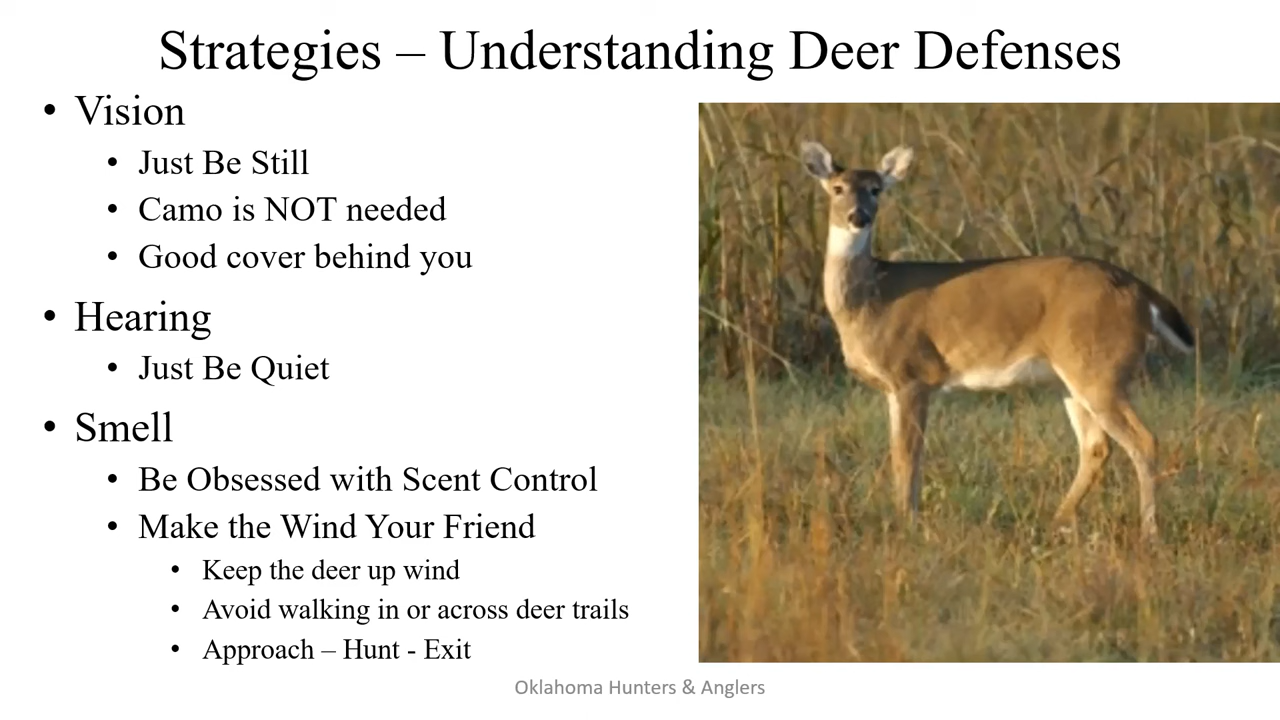 Strategies – Understanding Deer Defenses
• Vision
• Just Be Still
• Camo is NOT needed
• Good cover behind you
• Hearing
• Just Be Quiet
• Smell
• Be Obsessed with Scent Control
• Make the Wind Your Friend
• Keep the deer up wind
• Avoid walking in or across deer trails
• Approach – Hunt - Exit
Oklahoma Hunters & Anglers